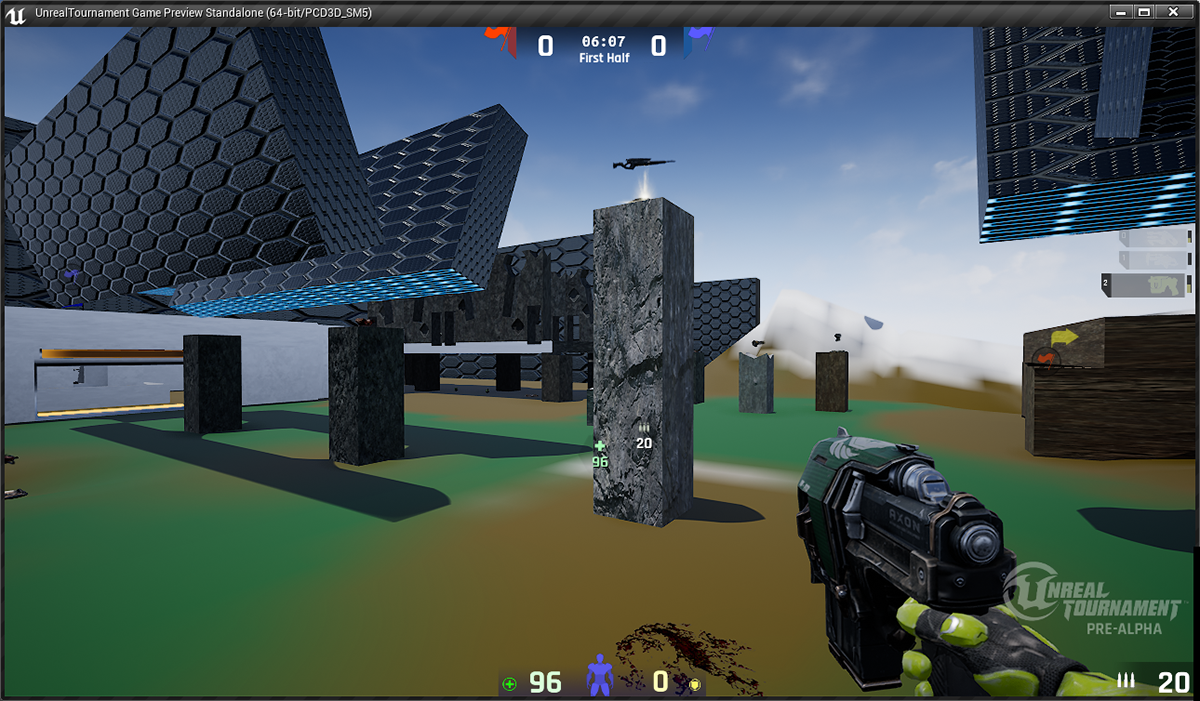 UnrealTournament Game Preview Standalone (64-bit/PCD3D_SM5)
0 06:07 0
First Half
2
20
96
AXON
UNREAL
TOURNAMENT
PRE-ALPHA
96 0 20